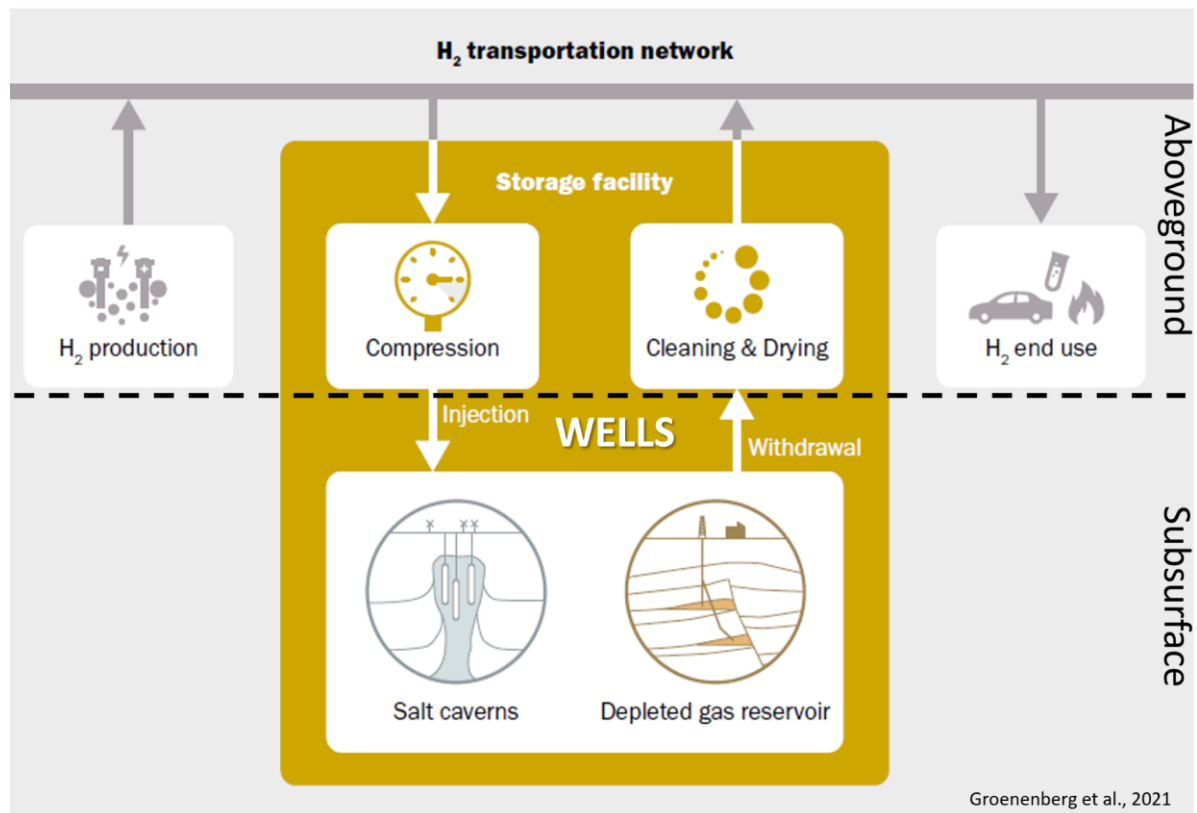 H₂ transportation network
Aboveground
Storage facility
H₂ production
Compression
Cleaning & Drying
H₂ end use
Injection
WELLS
Withdrawal
Subsurface
Salt caverns
Depleted gas reservoir
Groenenberg et al., 2021